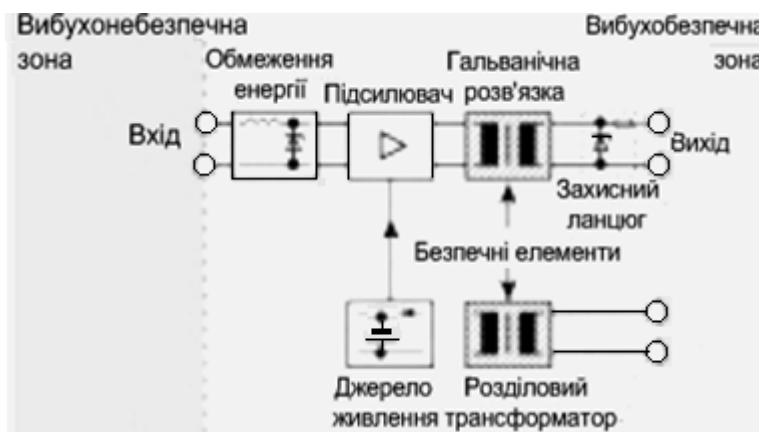 Вибухонебезпечна
зона
Вибухобезпечна
зона
Обмеження
енергії
Підсилювач
Гальванічна
розв'язка
Вхід
Вихід
Захисний
ланцюг
Безпечні елементи
Джерело
живлення
Розділовий
трансформатор